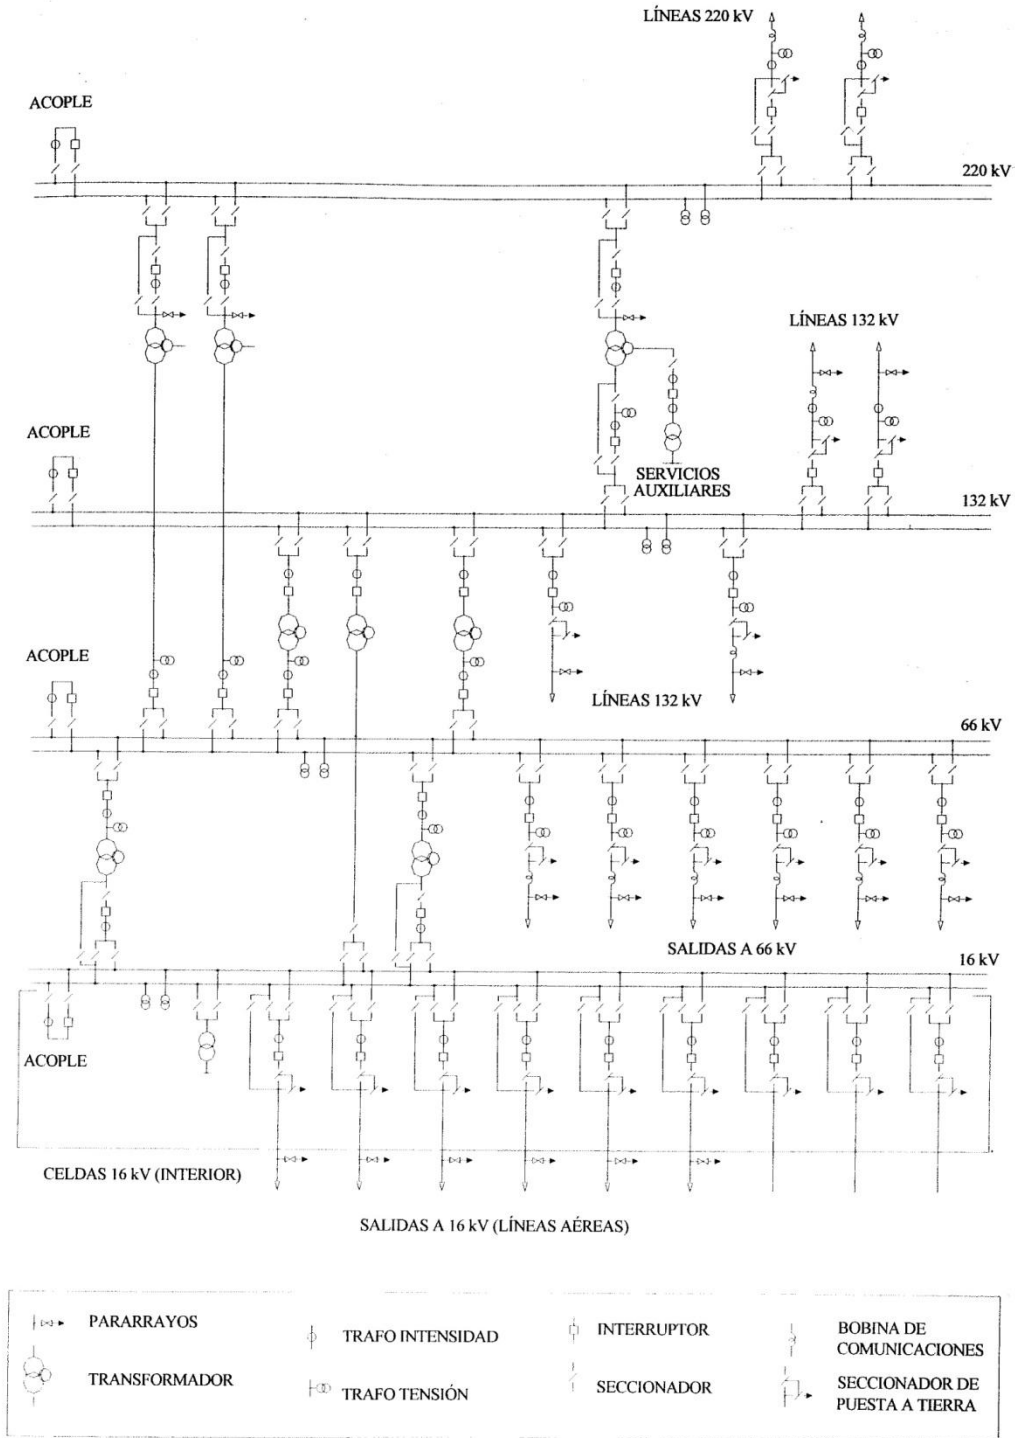 LÍNEAS 220 kV
ACOPLE
220 kV
LÍNEAS 132 kV
ACOPLE
SERVICIOS
AUXILIARES
132 kV
ACOPLE
LÍNEAS 132 kV
66 kV
SALIDAS A 66 kV
16 kV
ACOPLE
CELDAS 16 kV (INTERIOR)
SALIDAS A 16 kV (LÍNEAS AÉREAS)
PARARRAYOS
TRAFO INTENSIDAD
INTERRUPTOR
BOBINA DE
COMUNICACIONES
TRANSFORMADOR
TRAFO TENSIÓN
SECCIONADOR
SECCIONADOR DE
PUESTA A TIERRA